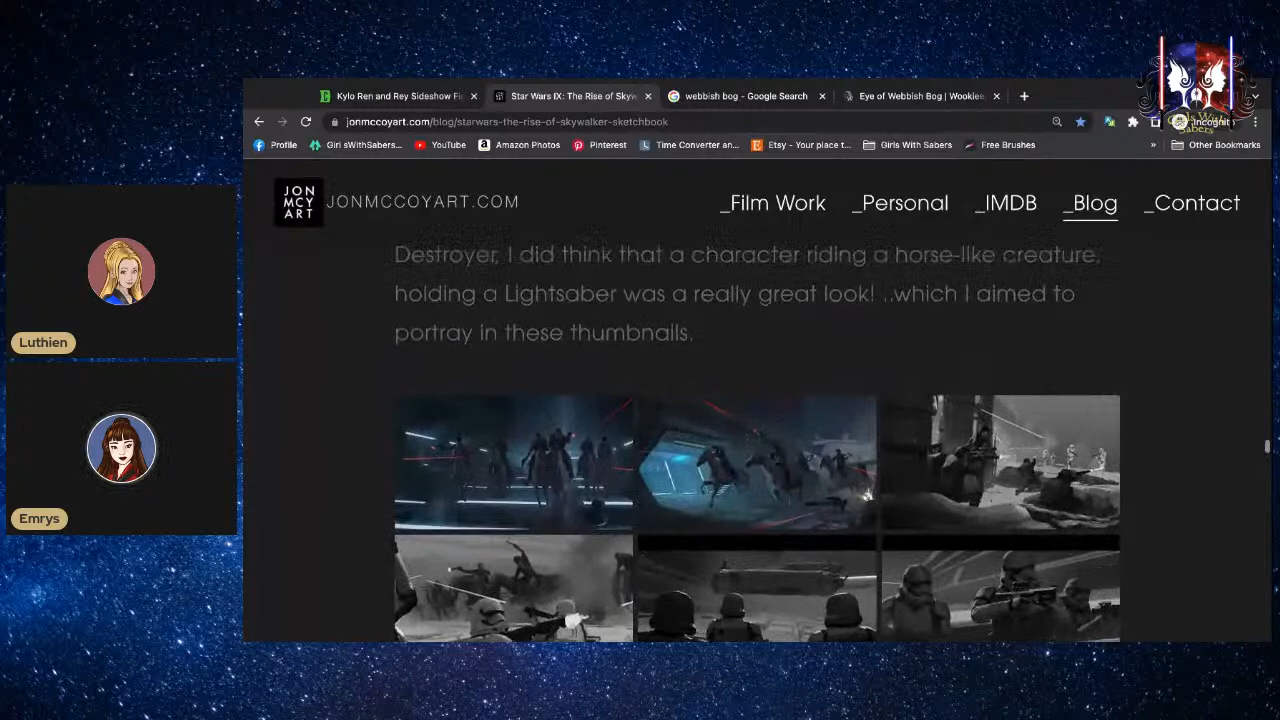 Kylo Ren and Rey Sideshow Fi
Star Wars IX: The Rise of Skyw
webbish bog - Google Search
Eye of Webbish Bog | Wookiee
jonmccoyart.com/blog/starwars-the-rise-of-skywalker-sketchbook
Incognito
Profile
GirlsWithSabers...
YouTube
Amazon Photos
Pinterest
Time Converter an...
Etsy - Your place t...
Girls With Sabers
Free Brushes
»
Other Bookmarks
Sabers
JON
MCY
ART
JONMCCOYART.COM
_Film Work
_Personal
_IMDB
_Blog
_Contact
Destroyer, I did think that a character riding a horse-like creature,
holding a Lightsaber was a really great look! ..which I aimed to
portray in these thumbnails.
Luthien
Emrys